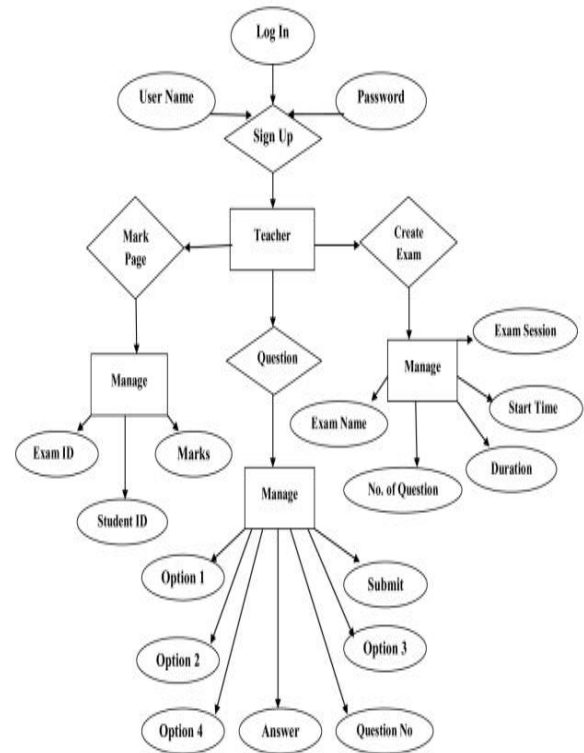 Log In
User Name
Password
Sign Up
Mark
Page
Teacher
Create
Exam
Question
Exam Session
Manage
Manage
Start Time
Exam Name
Exam ID
Marks
Duration
Manage
No. of Question
Student ID
Option 1
Submit
Option 2
Option 3
Option 4
Answer
Question No